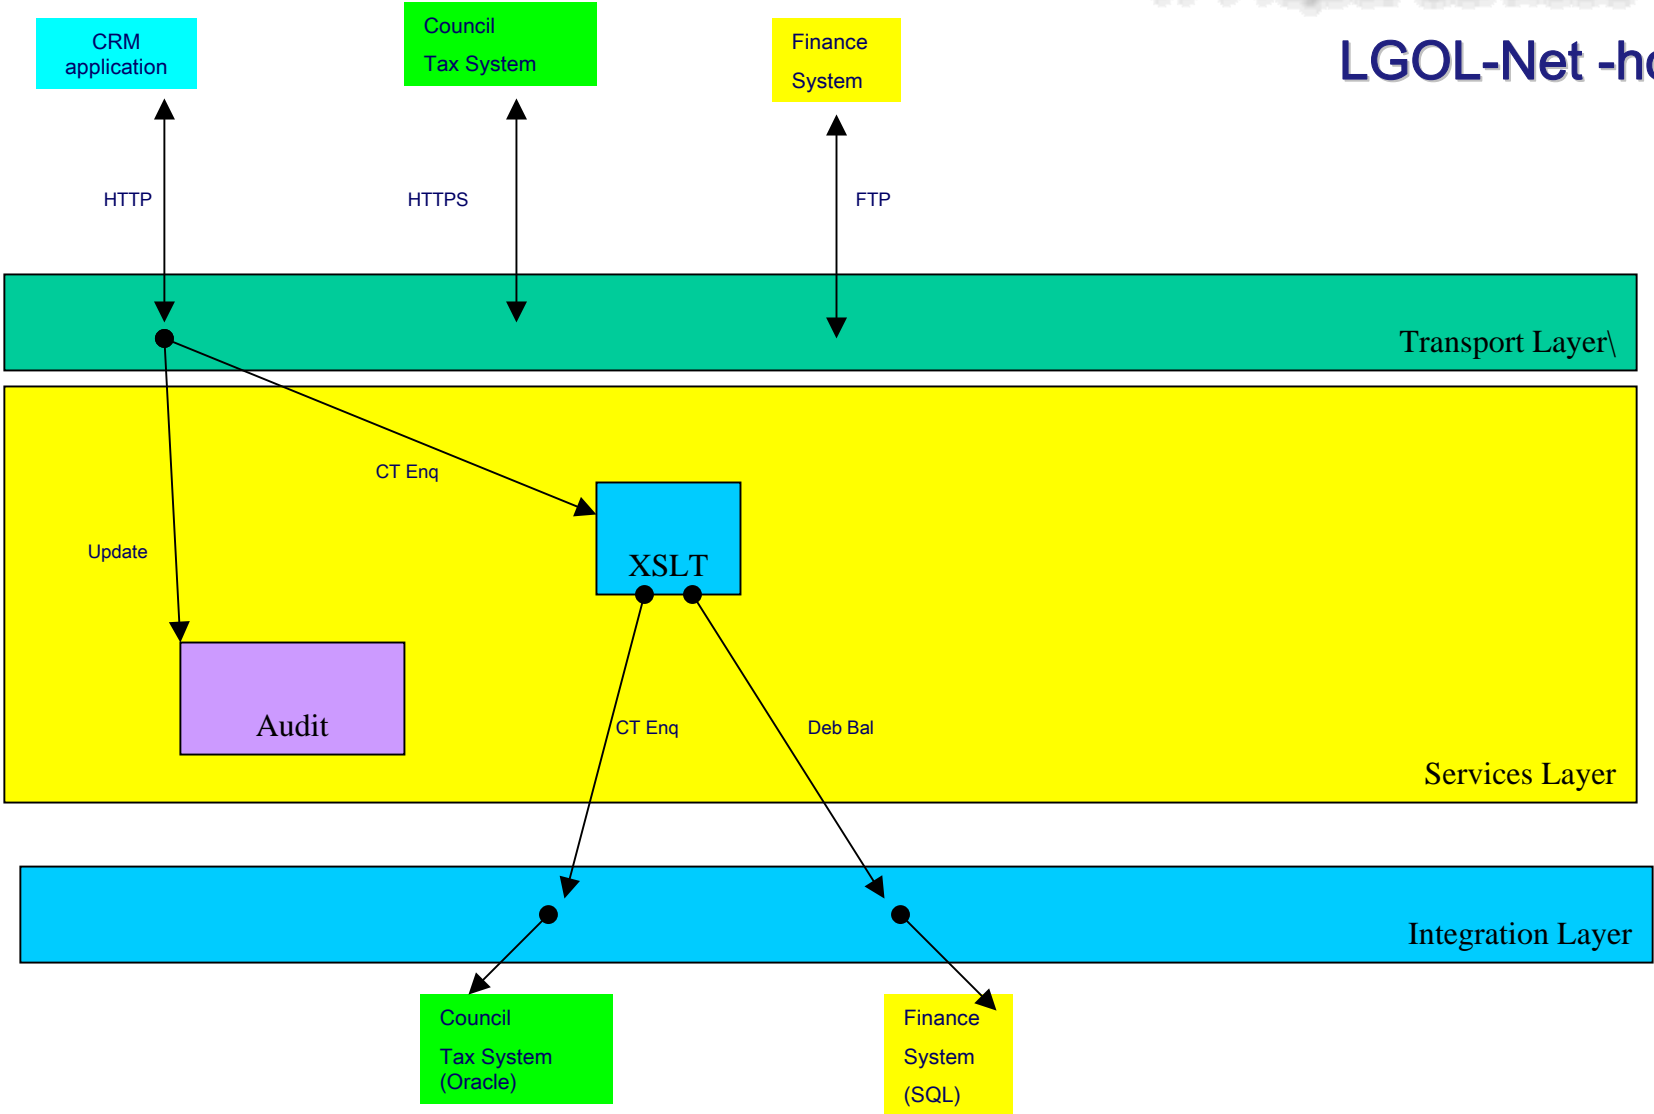 LGOL-Net -ho
CRM
application
Council
Tax System
Finance
System
HTTP
HTTPS
FTP
Transport Layer\
CT Enq
Update
XSLT
Audit
CT Enq
Deb Bal
Services Layer
Integration Layer
Council
Tax System
(Oracle)
Finance
System
(SQL)